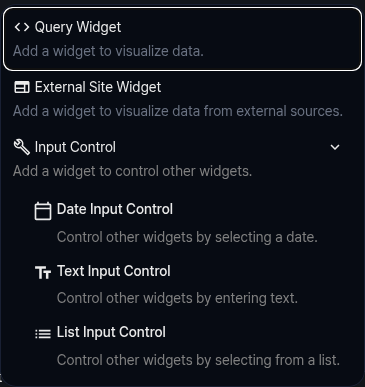 Query Widget
Add a widget to visualize data.
External Site Widget
Add a widget to visualize data from external sources.
Input Control
Add a widget to control other widgets.
Date Input Control
Control other widgets by selecting a date.
Text Input Control
Control other widgets by entering text.
List Input Control
Control other widgets by selecting from a list.